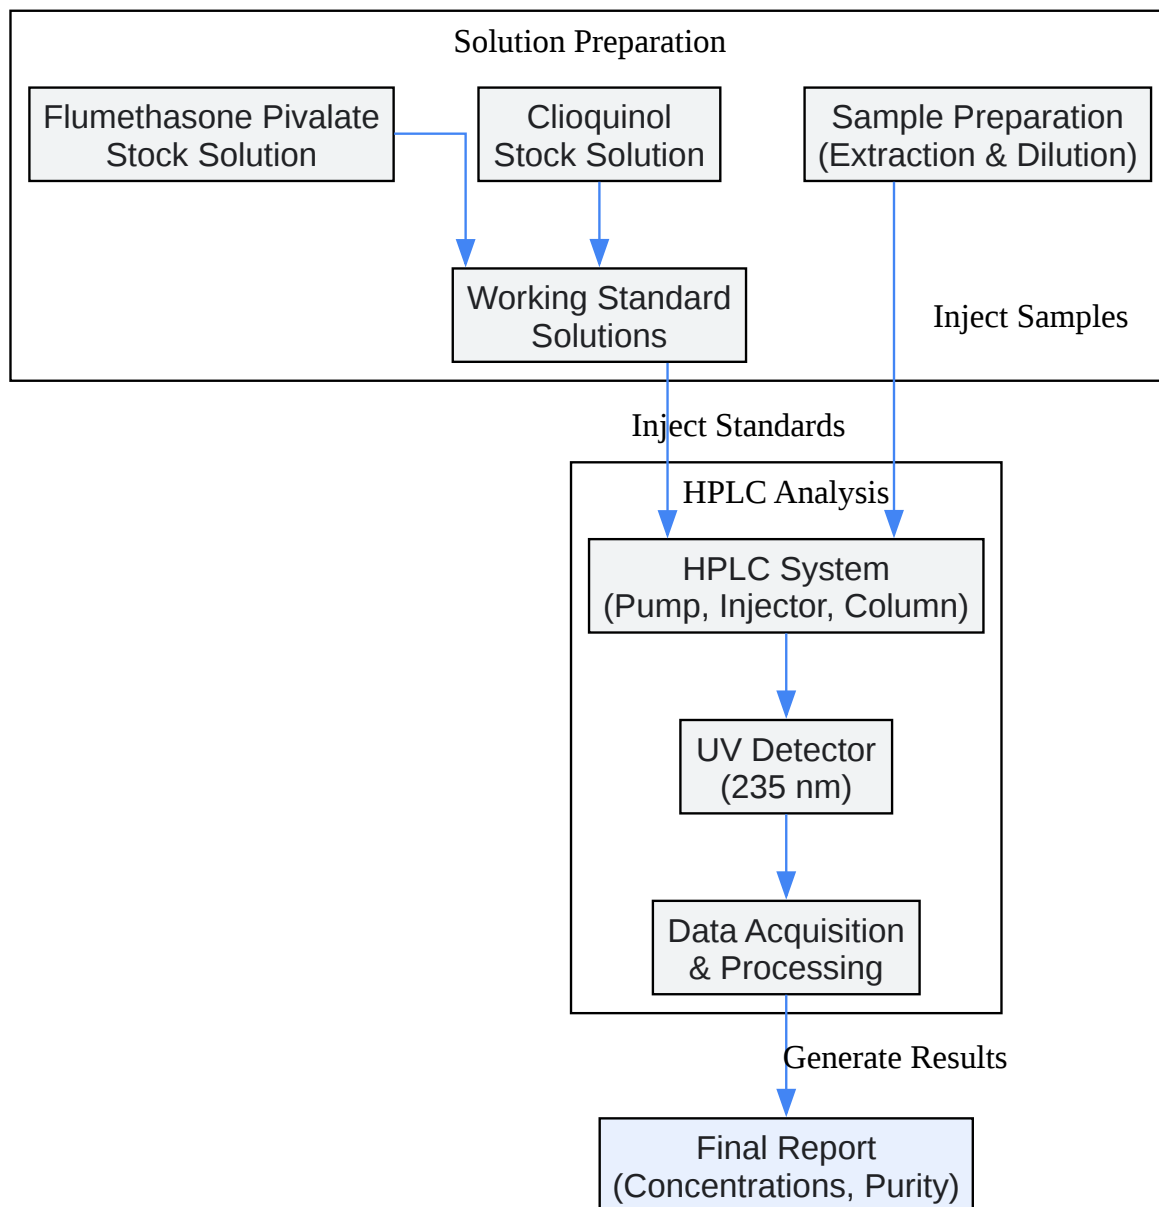 Solution Preparation
Flumethasone Pivalate
Stock Solution
Clioquinol
Stock Solution
Sample Preparation
(Extraction & Dilution)
Working Standard
Solutions
Inject Samples
Inject Standards
HPLC Analysis
HPLC System
(Pump, Injector, Column)
UV Detector
(235 nm)
Data Acquisition
& Processing
Generate Results
Final Report
(Concentrations, Purity)